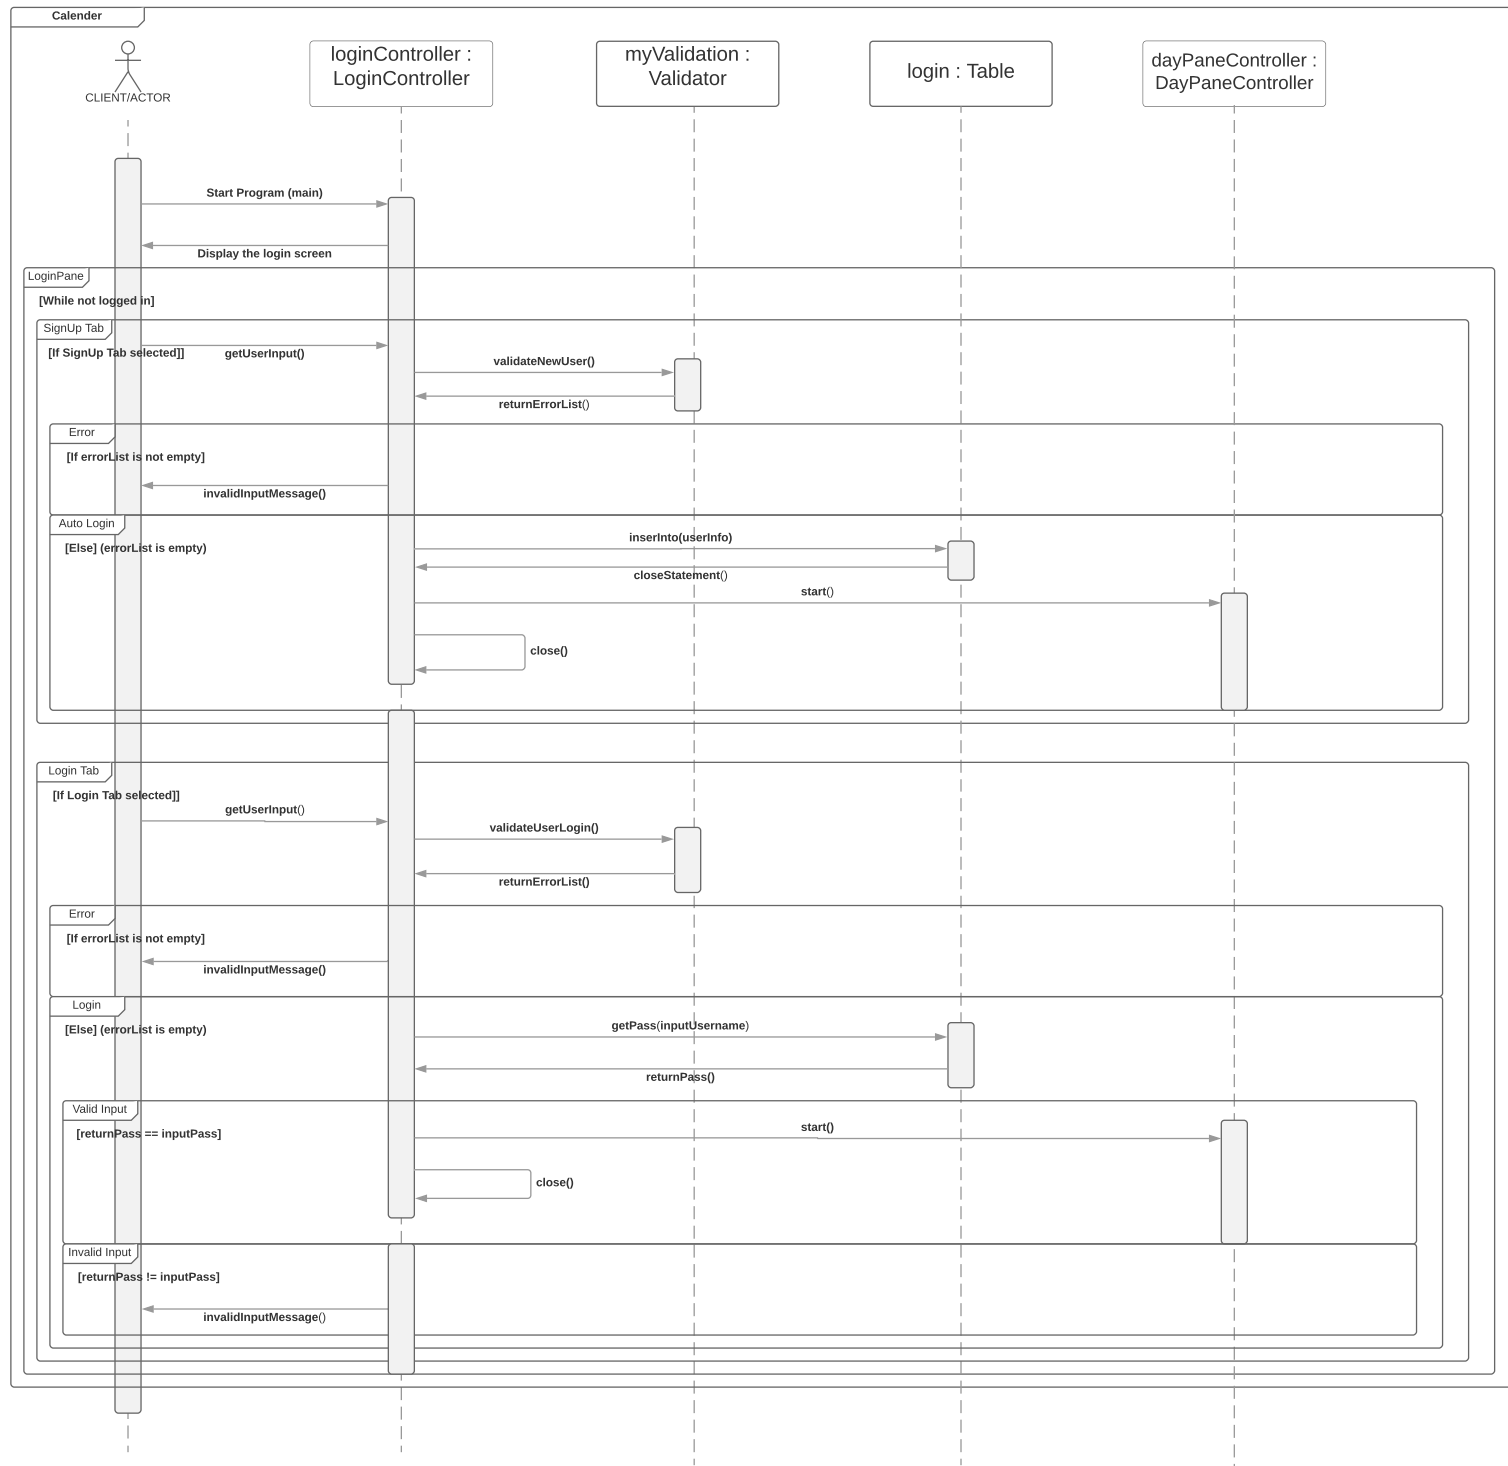 Calender
CLIENT/ACTOR
loginController :
LoginController
myValidation :
Validator
login : Table
dayPaneController :
DayPaneController
Start Program (main)
Display the login screen
LoginPane
[While not logged in]
SignUp Tab
[If SignUp Tab selected]]
getUserInput()
validateNewUser()
returnErrorList()
Error
[If errorList is not empty]
invalidInputMessage()
Auto Login
[Else] (errorList is empty)
inserInto(userInfo)
closeStatement()
start()
close()
Login Tab
[If Login Tab selected]]
getUserInput()
validateUserLogin()
returnErrorList()
Error
[If errorList is not empty]
invalidInputMessage()
Login
[Else] (errorList is empty)
getPass(inputUsername)
returnPass()
Valid Input
[returnPass == inputPass]
start()
close()
Invalid Input
[returnPass != inputPass]
invalidInputMessage()